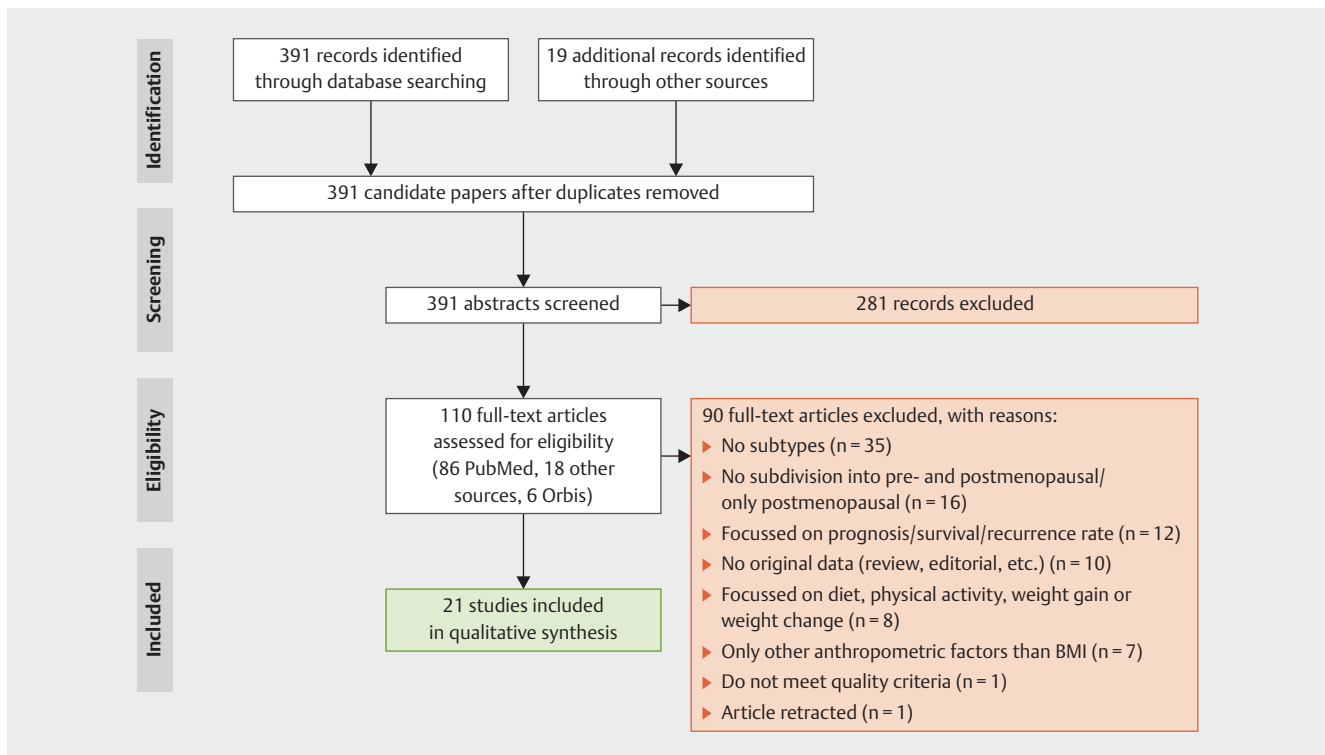 Identification
391 records identified
through database searching
19 additional records identified
through other sources
391 candidate papers after duplicates removed
Screening
391 abstracts screened
281 records excluded
Eligibility
110 full-text articles
assessed for eligibility
(86 PubMed, 18 other
sources, 6 Orbis)
90 full-text articles excluded, with reasons:
▶ No subtypes (n = 35)
▶ No subdivision into pre- and postmenopausal/
only postmenopausal (n = 16)
▶ Focussed on prognosis/survival/recurrence rate (n = 12)
▶ No original data (review, editorial, etc.) (n = 10)
▶ Focussed on diet, physical activity, weight gain or
weight change (n = 8)
▶ Only other anthropometric factors than BMI (n = 7)
▶ Do not meet quality criteria (n = 1)
▶ Article retracted (n = 1)
Included
21 studies included
in qualitative synthesis